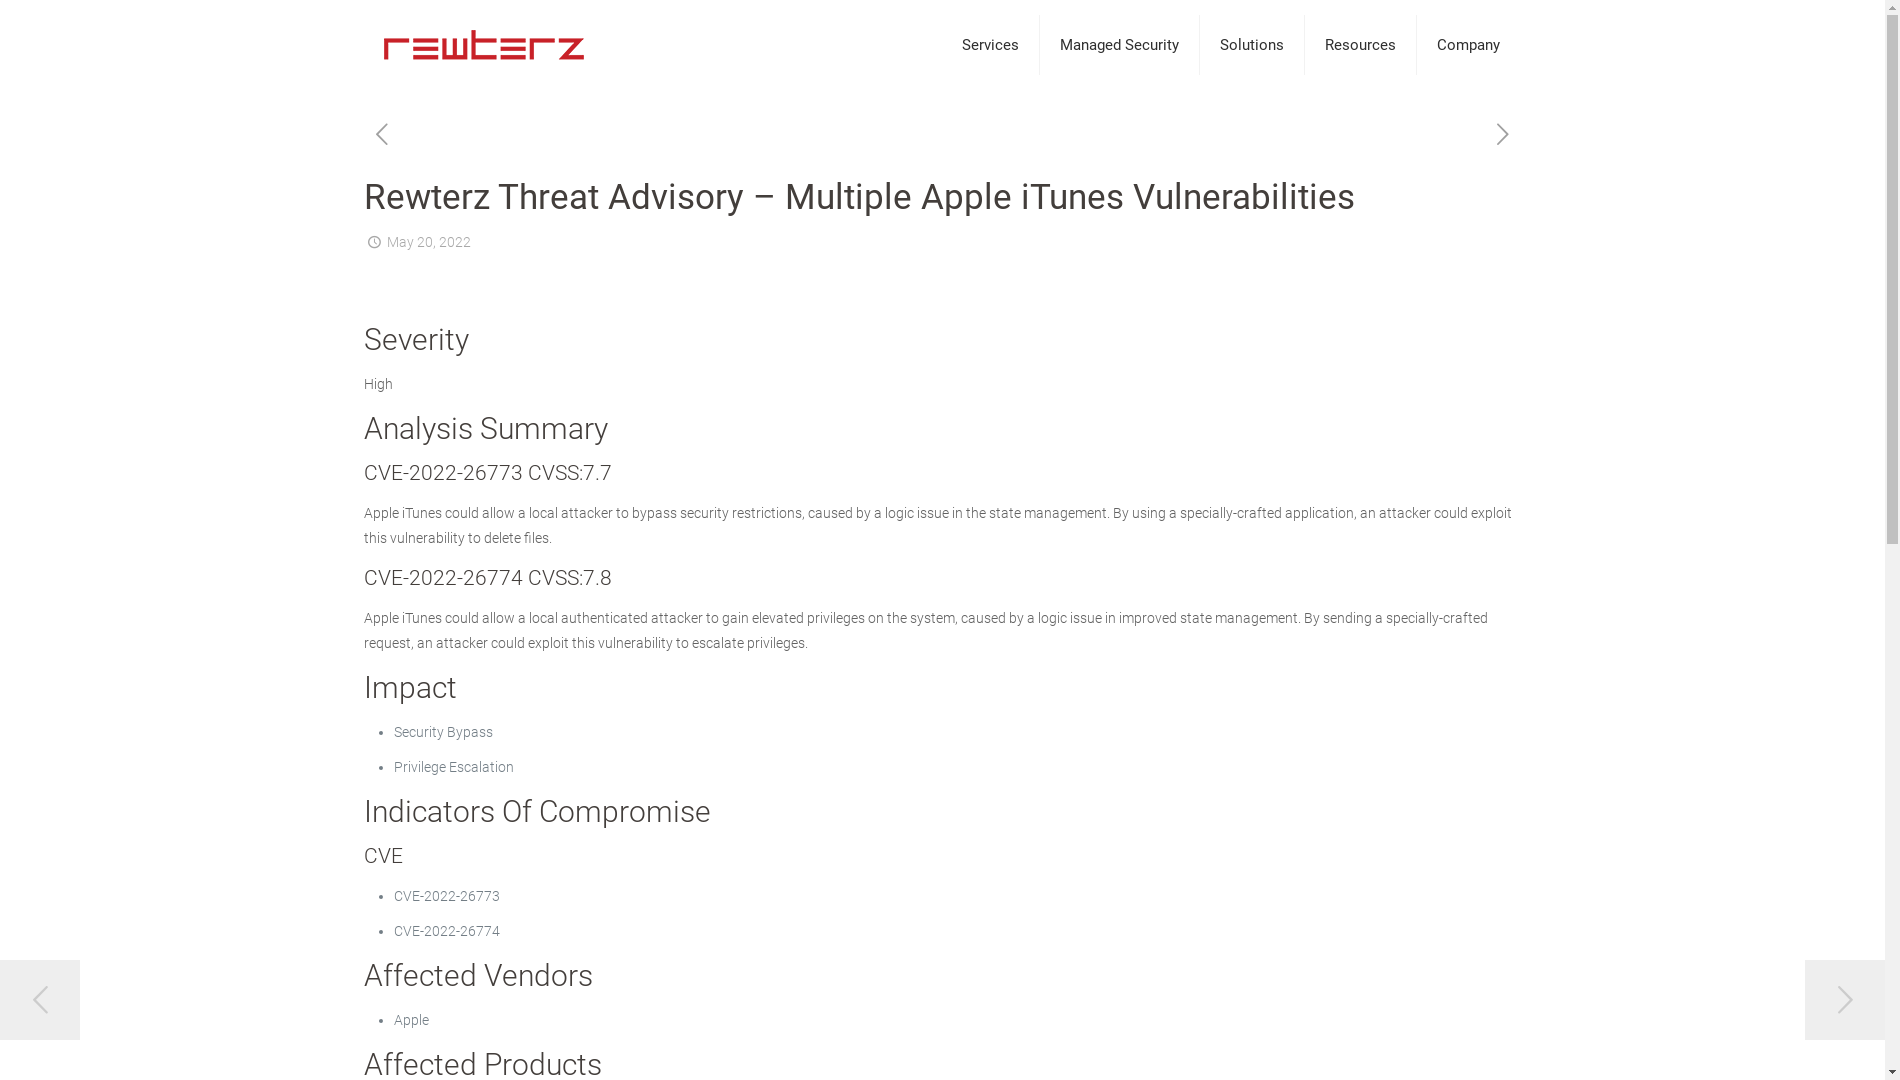 rewterz
Services
Managed Security
Solutions
Resources
Company
Rewterz Threat Advisory – Multiple Apple iTunes Vulnerabilities
May 20, 2022
Severity
High
Analysis Summary
CVE-2022-26773 CVSS:7.7
Apple iTunes could allow a local attacker to bypass security restrictions, caused by a logic issue in the state management. By using a specially-crafted application, an attacker could exploit
this vulnerability to delete files.
CVE-2022-26774 CVSS:7.8
Apple iTunes could allow a local authenticated attacker to gain elevated privileges on the system, caused by a logic issue in improved state management. By sending a specially-crafted
request, an attacker could exploit this vulnerability to escalate privileges.
Impact
• Security Bypass
• Privilege Escalation
Indicators Of Compromise
CVE
• CVE-2022-26773
• CVE-2022-26774
Affected Vendors
• Apple
Affected Products